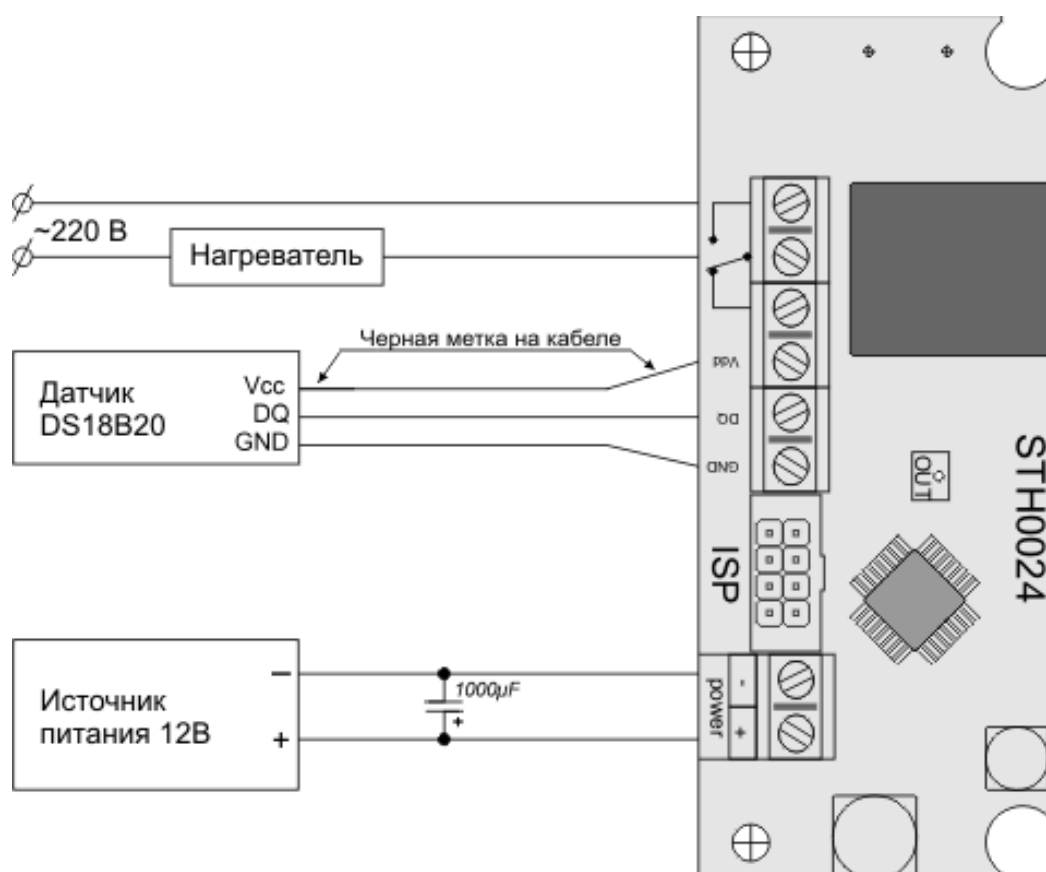 ~220 В
Нагреватель
Черная метка на кабеле
Датчик
DS18B20
Vcc
DQ
GND
Vdd
DQ
GND
OUT
STH0024
ISP
Источник
питания 12В
−
+
1000µF
+
power
-
+